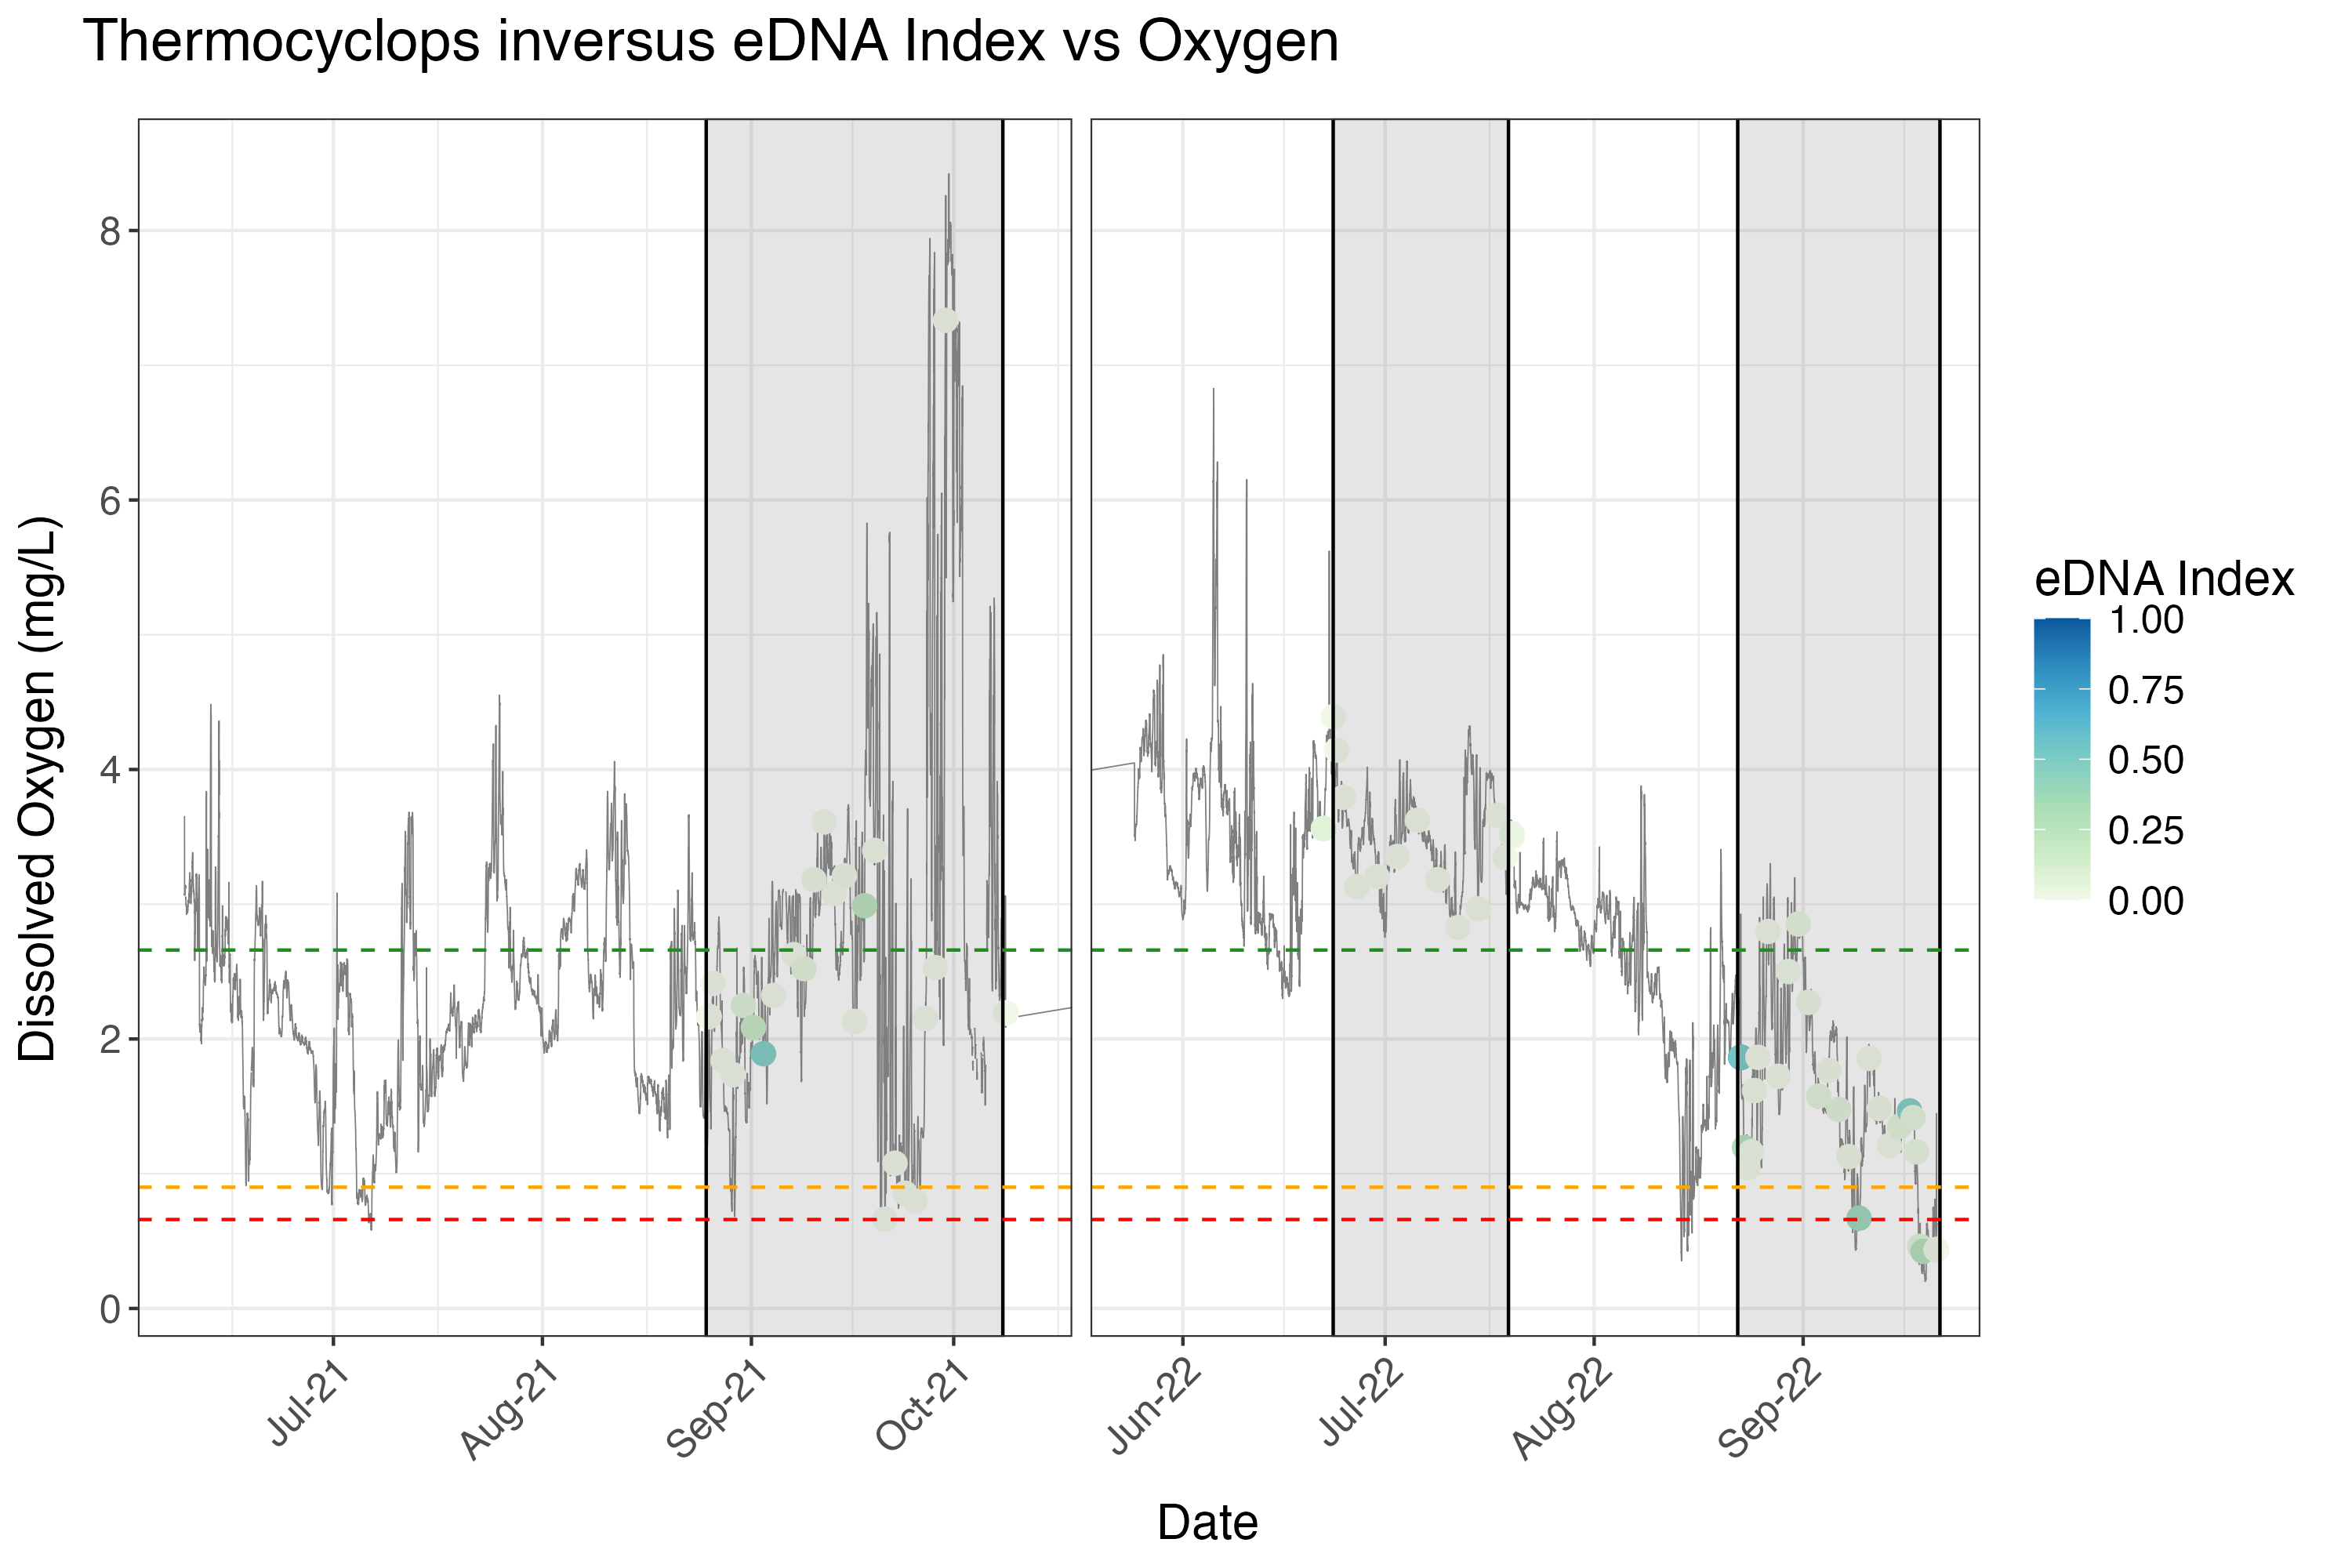 Thermocyclops inversus eDNA Index vs Oxygen
Dissolved Oxygen (mg/L)
8
6
4
2
0
Jul-21
Aug-21
Sep-21
Oct-21
Jun-22
Jul-22
Aug-22
Sep-22
Date
eDNA Index
1.00
0.75
0.50
0.25
0.00